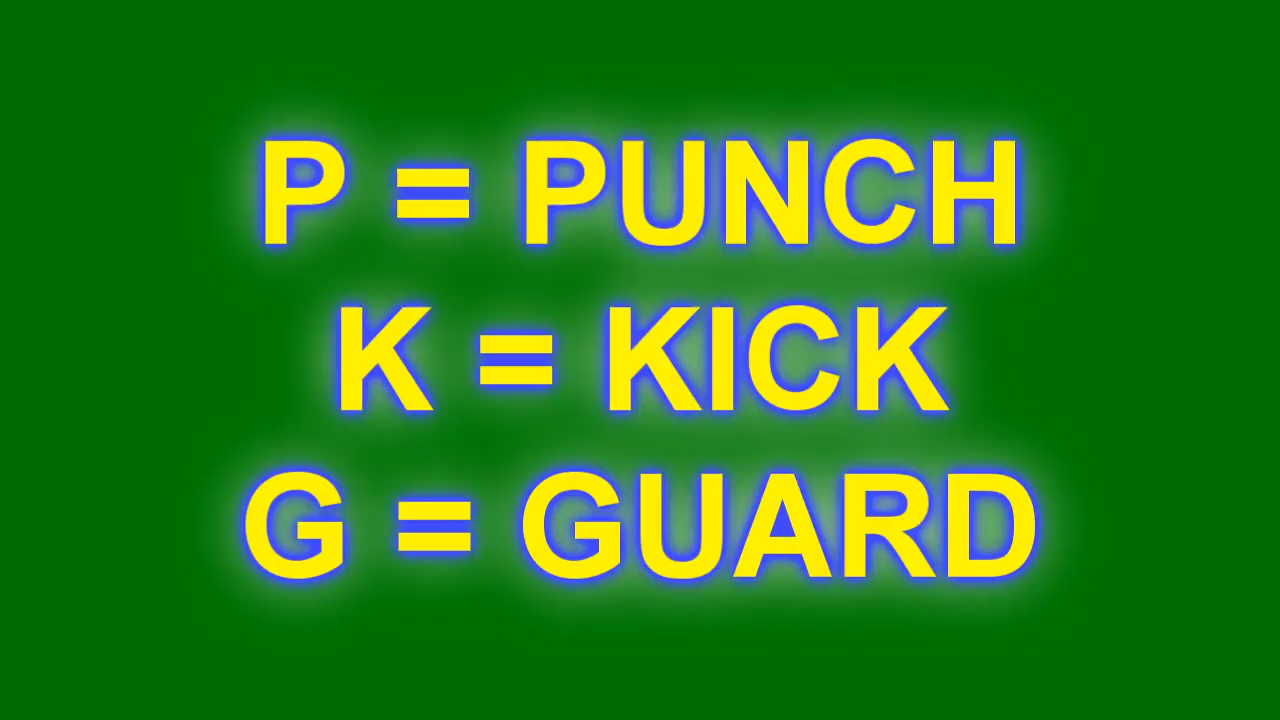 P = PUNCH
K = KICK
G = GUARD